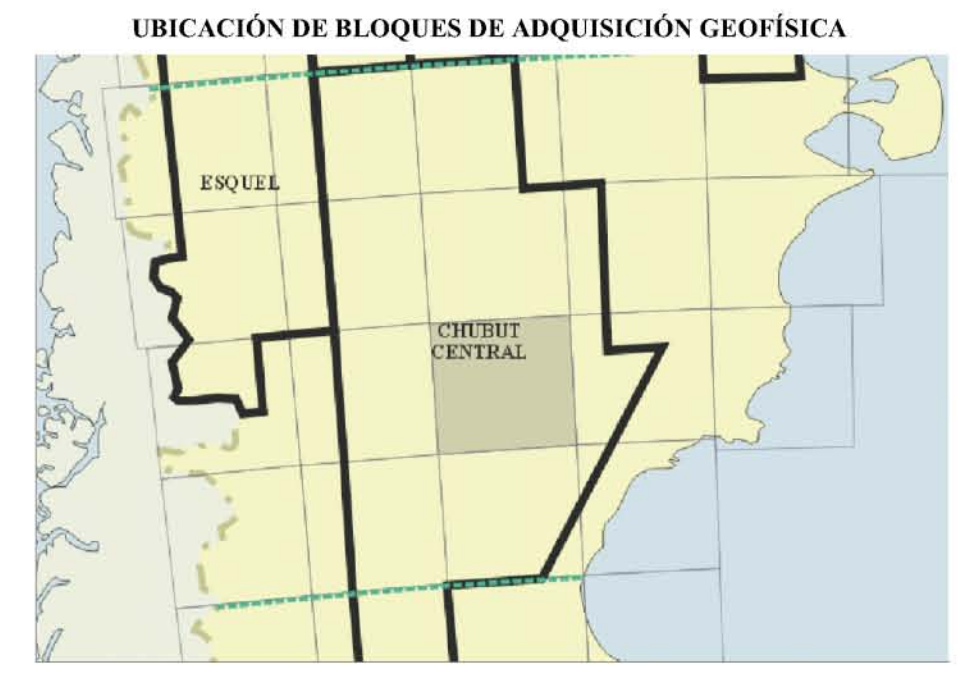 UBICACIÓN DE BLOQUES DE ADQUISICIÓN GEOFÍSICA
ESQUEL
CHUBUT
CENTRAL